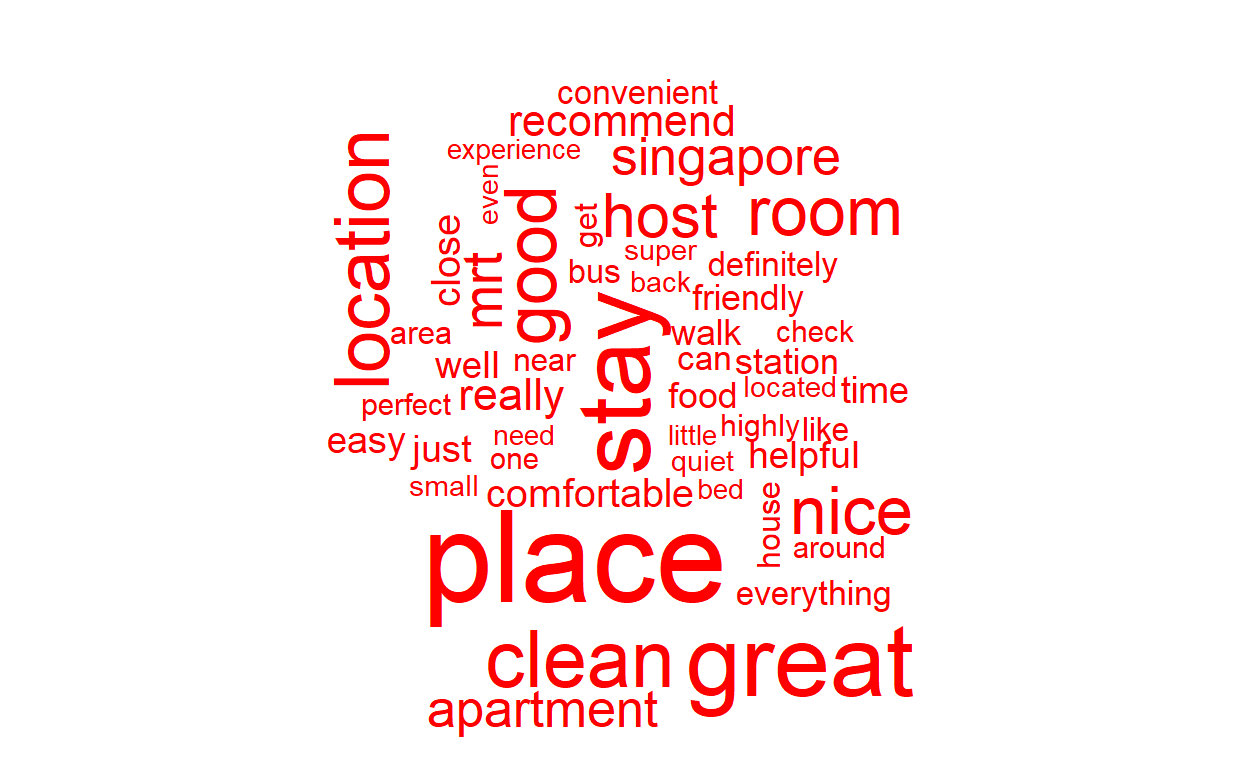 convenient
recommend
experience
singapore
location
even
good
get
host
room
close
mrt
super
bus
back
definitely
friendly
stay
area
walk
check
well
near
can
station
perfect
really
food
located
time
easy
just
need
one
little
highly
like
quiet
helpful
small
comfortable
bed
house
nice
around
place
everything
clean
great
apartment